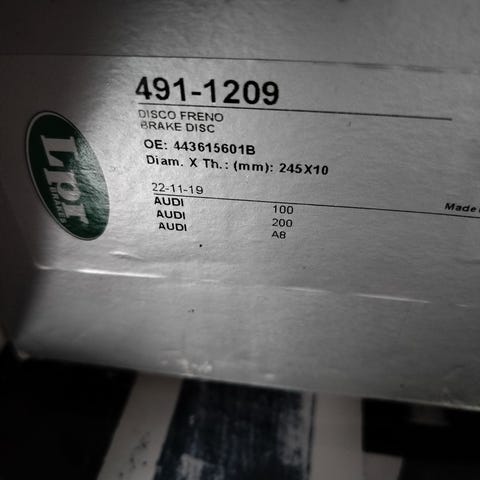 491-1209
DISCO FRENO
BRAKE DISC
OE: 443615601B
Diam. X Th.: (mm): 245X10
22-11-19
AUDI 100
AUDI 200
AUDI A8
Made
Lpr